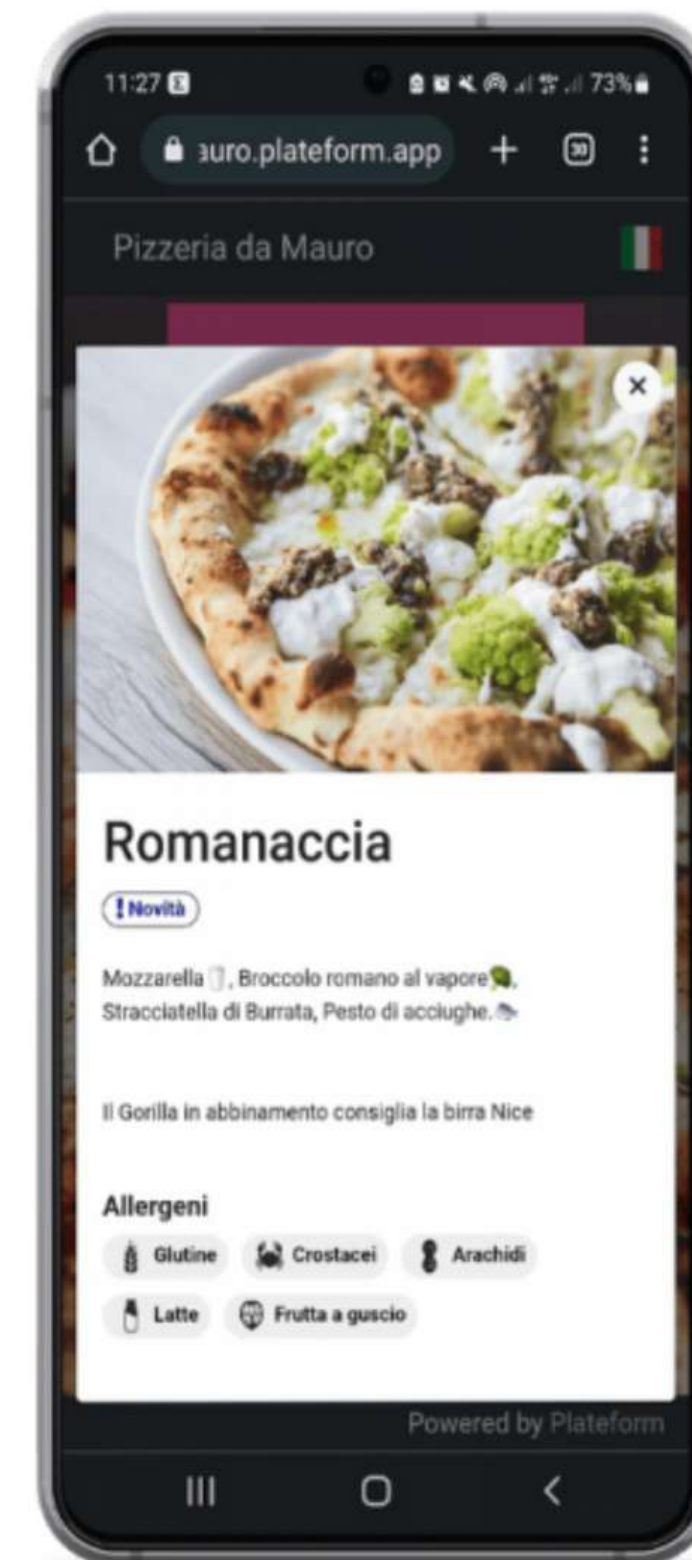 11:27
73%
auro.plateform.app
30
Pizzeria da Mauro
Romanaccia
! Novità
Mozzarella🥛, Broccolo romano al vapore🥦,
Stracciatella di Burrata, Pesto di acciughe.🐟
Il Gorilla in abbinamento consiglia la birra Nice
Allergeni
Glutine
Crostacei
Arachidi
Latte
Frutta a guscio
Powered by Plateform